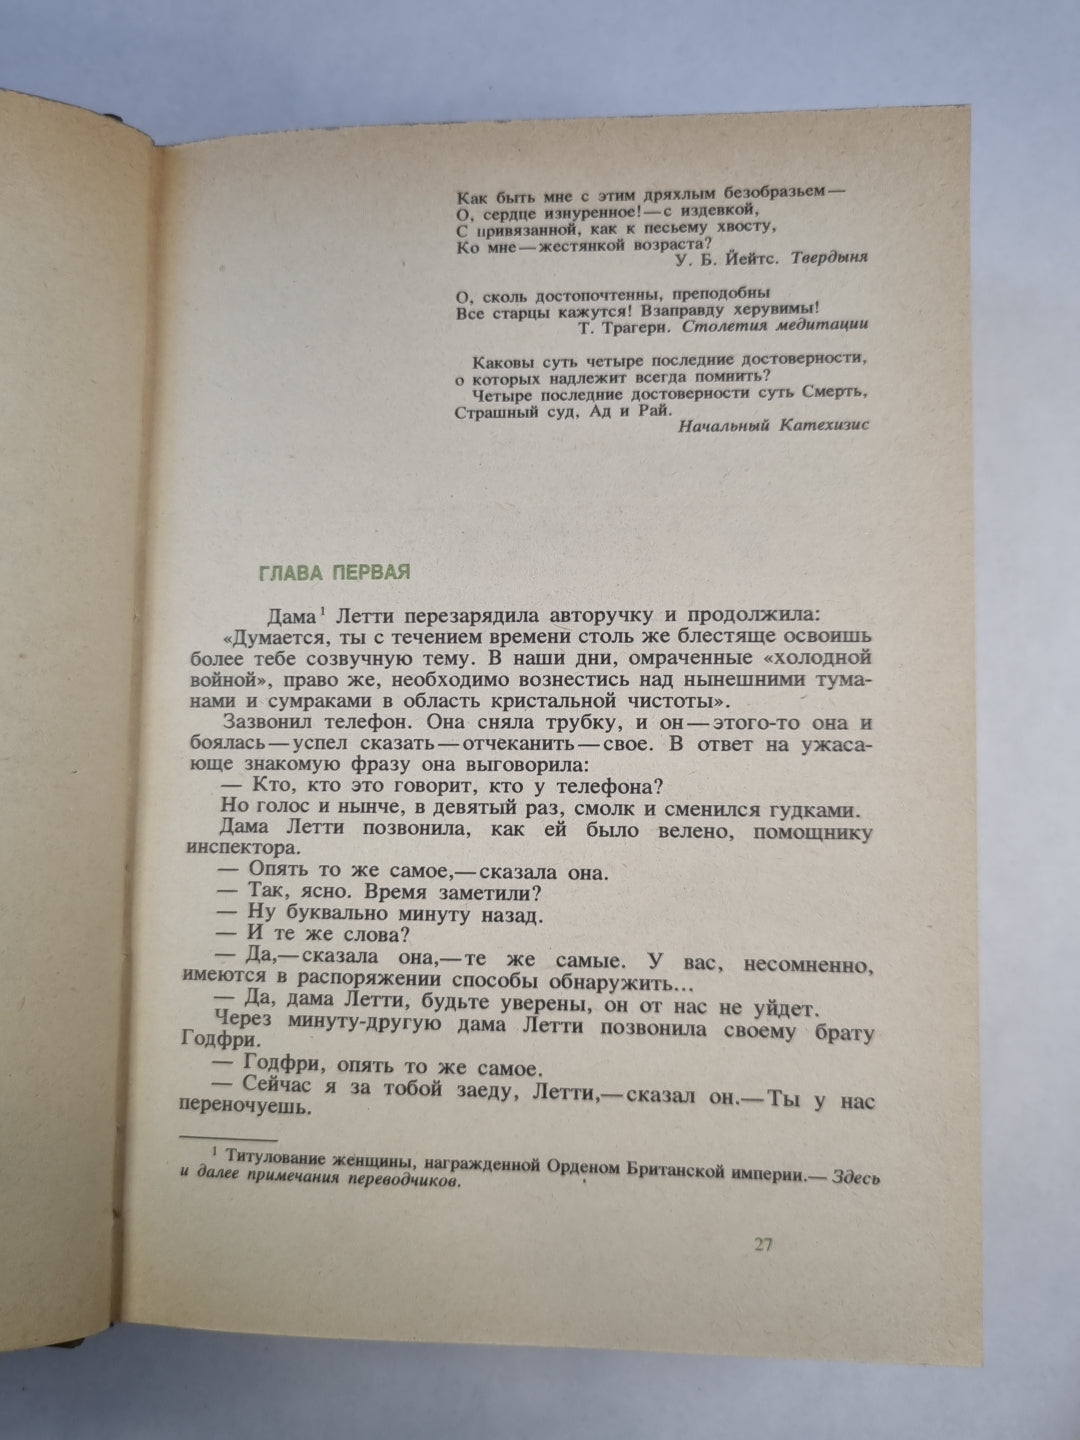 Как быть мне с этим дряхлым безобразьем—
О, сердце изнуренное!—с издевкой,
С привязанной, как к песьему хвосту,
Ко мне—жестянкой возраста?
У. Б. Йейтс. Твердыня
О, сколь достопочтенны, преподобны
Все старцы кажутся! Взаправду херувимы!
Т. Трагерн. Столетия медитации
Каковы суть четыре последние достоверности,
о которых надлежит всегда помнить?
Четыре последние достоверности суть Смерть,
Страшный суд, Ад и Рай.
Начальный Катехизис
ГЛАВА ПЕРВАЯ
Дама¹ Летти перезарядила авторучку и продолжила:
«Думается, ты с течением времени столь же блестяще освоишь
более тебе созвучную тему. В наши дни, омраченные «холодной
войной», право же, необходимо вознестись над нынешними тума-
нами и сумраками в область кристальной чистоты».
Зазвонил телефон. Она сняла трубку, и он—этого-то она и
боялась—успел сказать—отчеканить—свое. В ответ на ужаса-
юще знакомую фразу она выговорила:
— Кто, кто это говорит, кто у телефона?
Но голос и нынче, в девятый раз, смолк и сменился гудками.
Дама Летти позвонила, как ей было велено, помощнику
инспектора.
— Опять то же самое,—сказала она.
— Так, ясно. Время заметили?
— Ну буквально минуту назад.
— И те же слова?
— Да,—сказала она,—те же самые. У вас, несомненно,
имеются в распоряжении способы обнаружить...
— Да, дама Летти, будьте уверены, он от нас не уйдет.
Через минуту-другую дама Летти позвонила своему брату
Годфри.
— Годфри, опять то же самое.
— Сейчас я за тобой заеду, Летти,—сказал он.—Ты у нас
переночуешь.
¹ Титулование женщины, награжденной Орденом Британской империи.— Здесь
и далее примечания переводчиков.
27